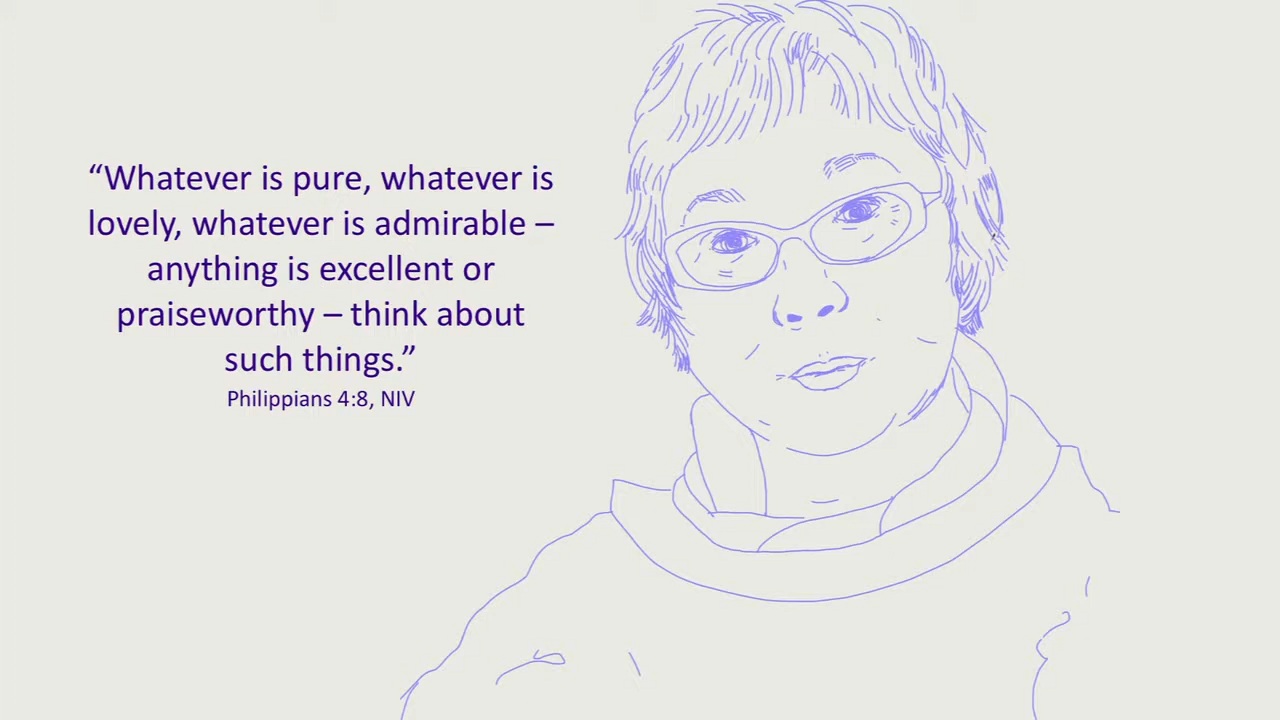 “Whatever is pure, whatever is
lovely, whatever is admirable –
anything is excellent or
praiseworthy – think about
such things.”
Philippians 4:8, NIV